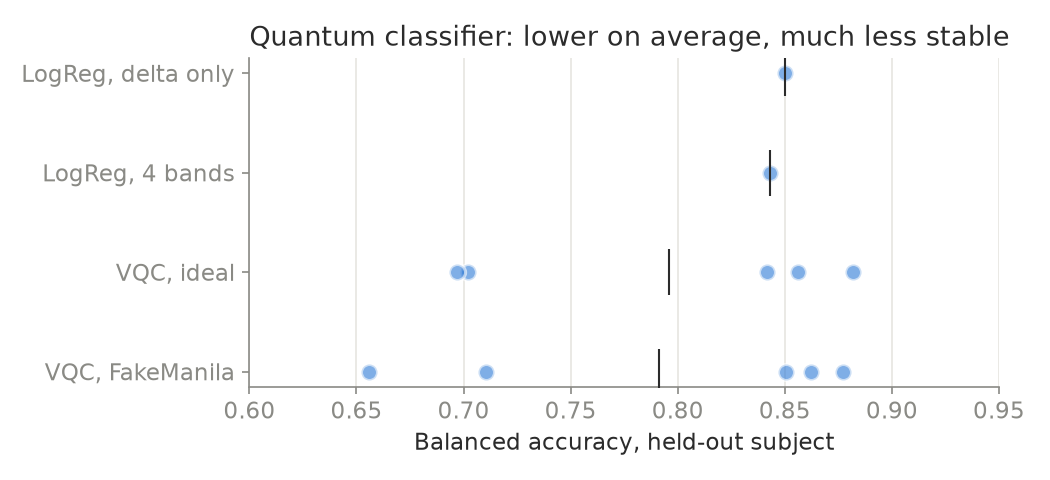 Quantum classifier: lower on average, much less stable
LogReg, delta only
LogReg, 4 bands
VQC, ideal
VQC, FakeManila
0.60 0.65 0.70 0.75 0.80 0.85 0.90 0.95
Balanced accuracy, held-out subject